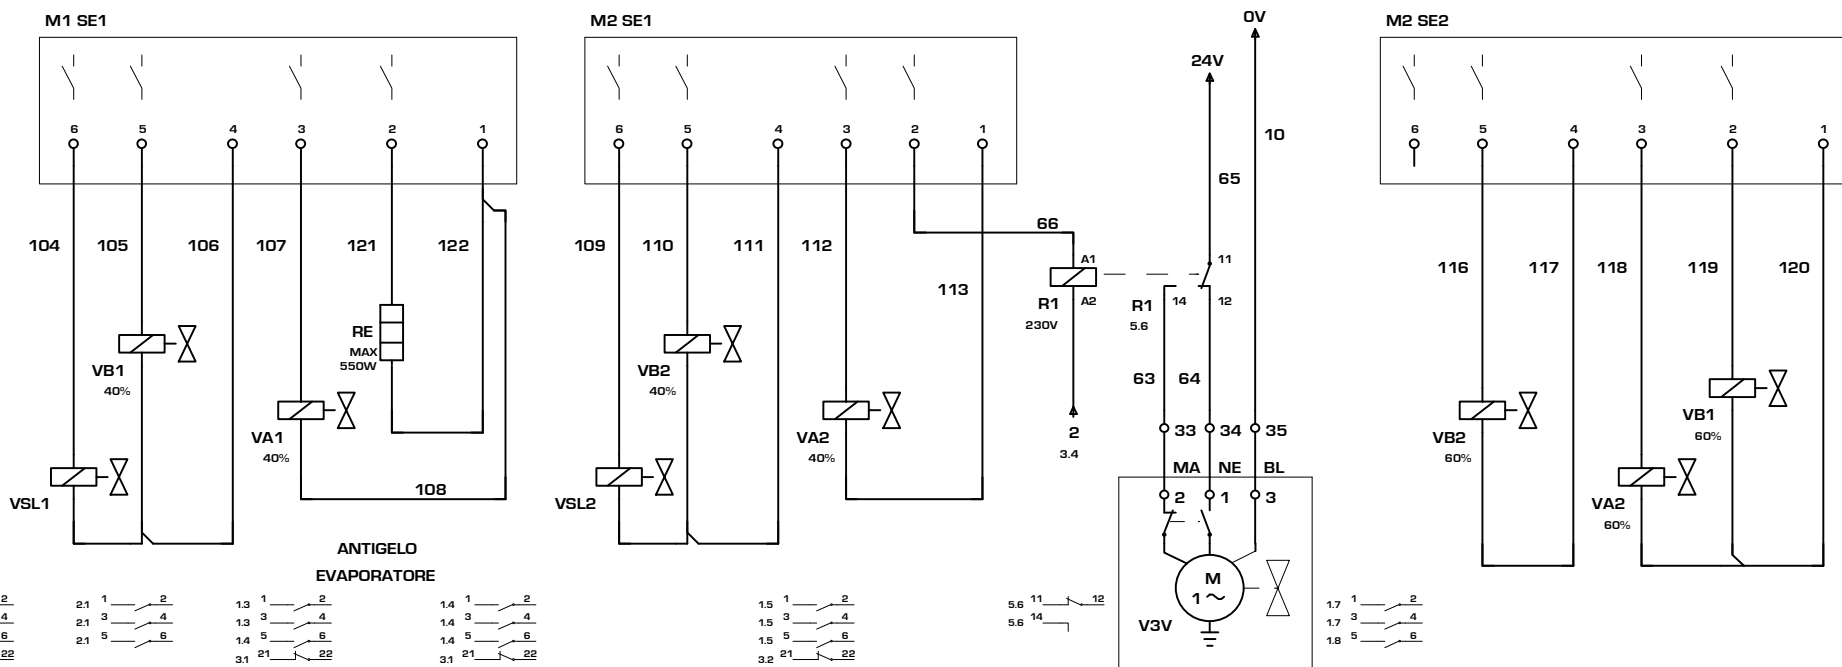 M1 SE1 M2 SE1 0V M2 SE2
24V
6 5 4 3 2 1 6 5 4 3 2 1 10 6 5 4 3 2 1
65
66
104 105 106 107 121 122 109 110 111 112 113 116 117 118 119 120
A1 11
R1 A2 R1 14 12
230V 5.6
RE
MAX
550W
VB1 VB2 63 64
40% 40%
VB1
60%
VA1 VA2 2 33 34 35 VB2
40% 40% 3.4 60%
MA NE BL
108
VSL1 VSL2 2 1 3 VA2
60%
ANTIGELO
EVAPORATORE
M
1~
V3V
2 2.1 1 2 1.3 1 2 1.4 1 2 1.5 1 2 5.6 11 12 1.7 1 2
4 2.1 3 4 1.3 3 4 1.4 3 4 1.5 3 4 5.6 14 1.7 3 4
6 2.1 5 6 1.4 5 6 1.4 5 6 1.5 5 6 1.8 5 6
22 3.1 21 22 3.1 21 22 3.2 21 22